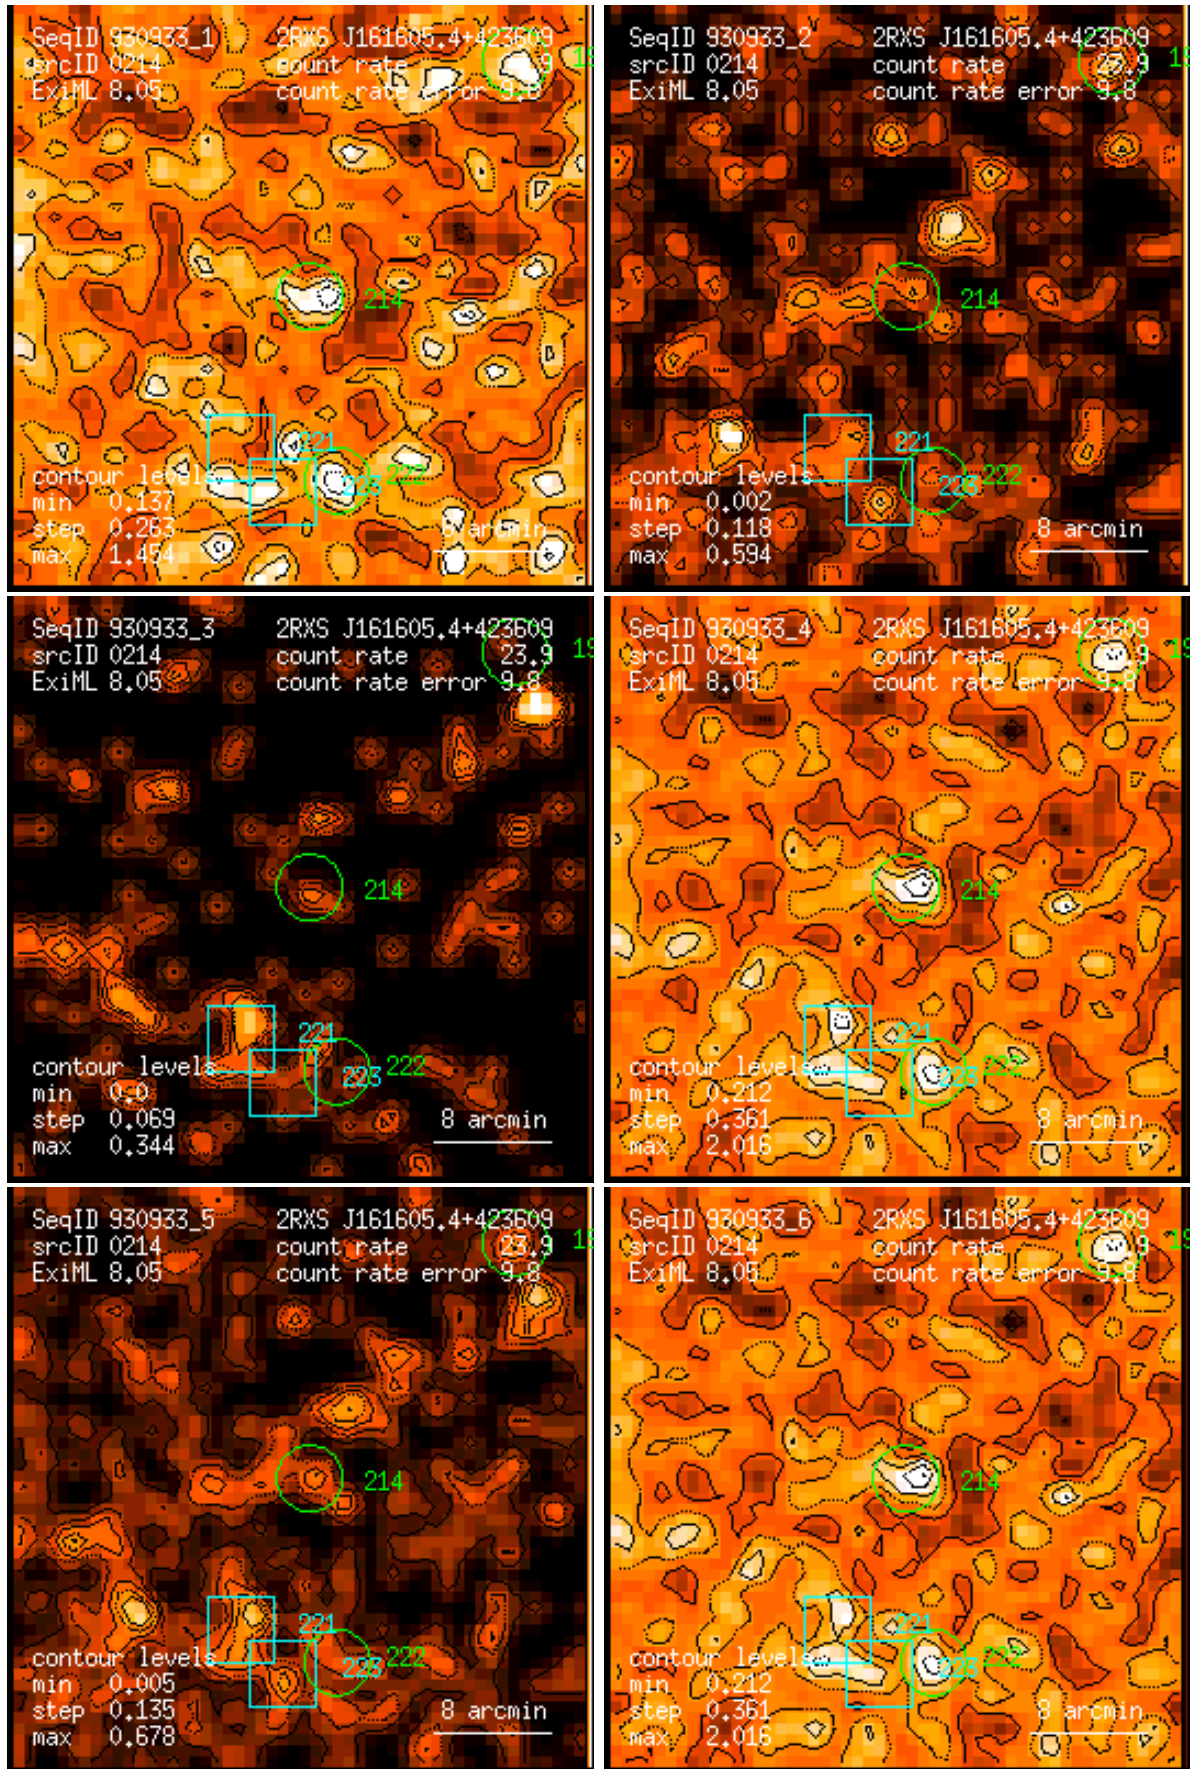 SeqID 930933_1 2RXS J161605.4+423609
srcID 0214 count rate 23.9 19
ExiML 8.05 count rate error 9.8
214
221
contour levels 223 222
min 0.137
step 0.263 8 arcmin
max 1.454
SeqID 930933_2 2RXS J161605.4+423609
srcID 0214 count rate 23.9 19
ExiML 8.05 count rate error 9.8
214
221
contour levels 223 222
min 0.002
step 0.118 8 arcmin
max 0.594
SeqID 930933_3 2RXS J161605.4+423609
srcID 0214 count rate 23.9 19
ExiML 8.05 count rate error 9.8
214
221
contour levels 223 222
min 0.0
step 0.069 8 arcmin
max 0.344
SeqID 930933_4 2RXS J161605.4+423609
srcID 0214 count rate 19
ExiML 8.05 count rate error 9.8
214
221
contour levels 223 222
min 0.212
step 0.361 8 arcmin
max 2.016
SeqID 930933_5 2RXS J161605.4+423609
srcID 0214 count rate 23.9 19
ExiML 8.05 count rate error 9.8
214
221
contour levels 223 222
min 0.005
step 0.135 8 arcmin
max 0.678
SeqID 930933_6 2RXS J161605.4+423609
srcID 0214 count rate 19
ExiML 8.05 count rate error 9.8
214
221
contour levels 223 222
min 0.212
step 0.361 8 arcmin
max 2.016